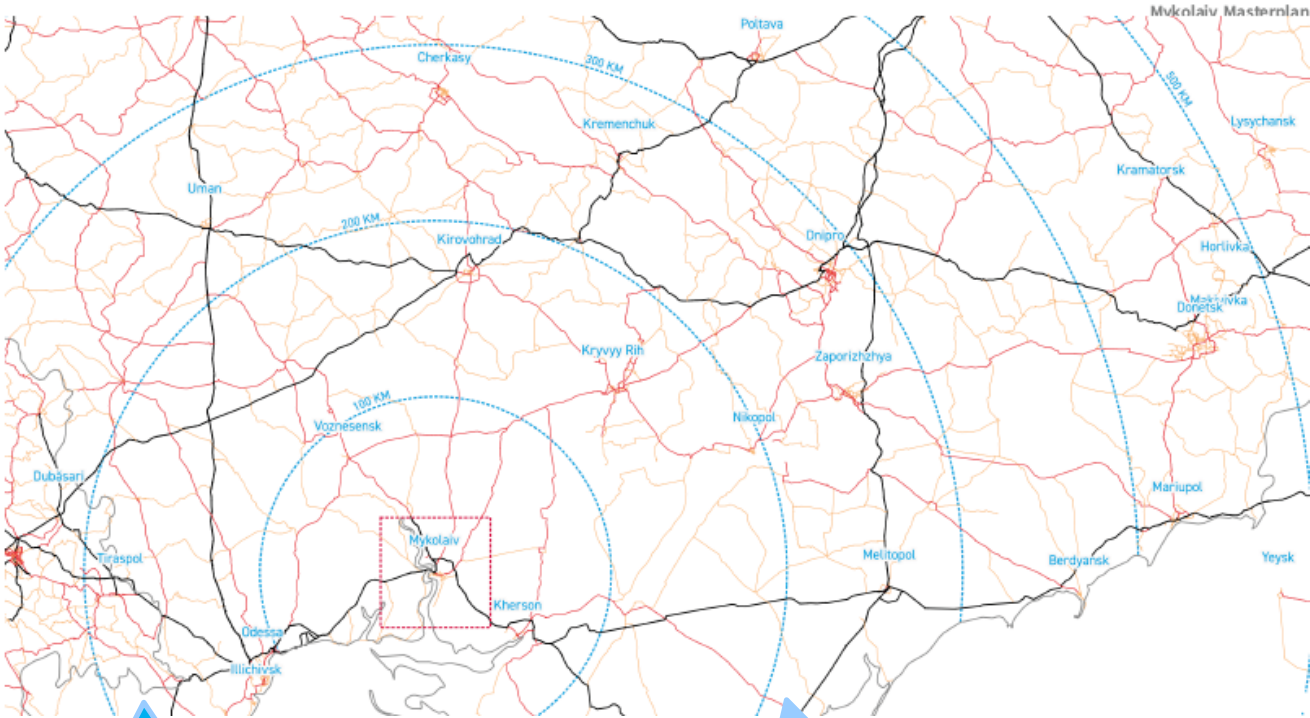 Mykolaiv Masterplan
Poltava
Cherkasy
300 KM
500 KM
Kremenchuk
Lysychansk
Kramatorsk
Uman
200 KM
Kirovohrad
Dnipro
Horlivka
Makiivka
Donetsk
Kryvyy Rih
Zaporizhzhya
100 KM
Voznesensk
Nikopol
Dubăsari
Mariupol
Mykolaiv
Tiraspol
Melitopol
Berdyansk
Yeysk
Kherson
Odessa
Illichivsk